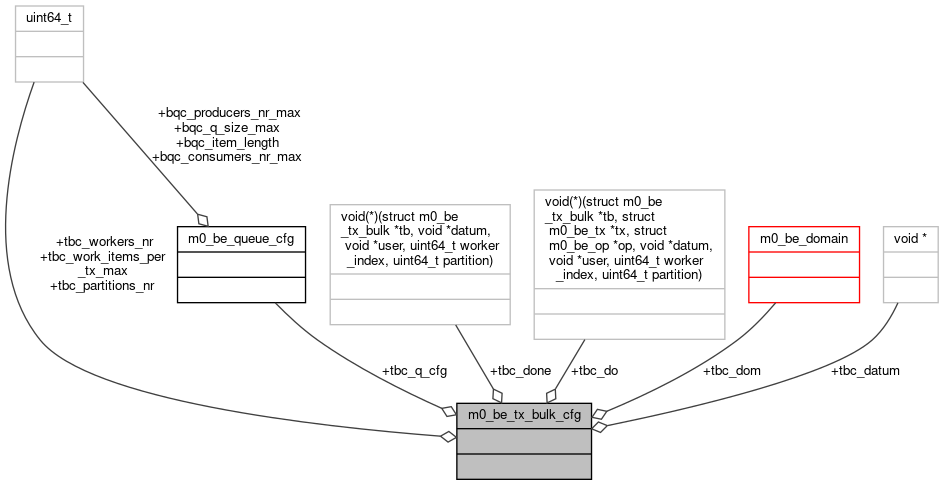 uint64_t
+bqc_producers_nr_max
+bqc_q_size_max
+bqc_item_length
+bqc_consumers_nr_max
+tbc_workers_nr
+tbc_work_items_per
_tx_max
+tbc_partitions_nr
m0_be_queue_cfg
void(*)(struct m0_be
_tx_bulk *tb, void *datum,
void *user, uint64_t worker
_index, uint64_t partition)
void(*)(struct m0_be
_tx_bulk *tb, struct
m0_be_tx *tx, struct
m0_be_op *op, void *datum,
void *user, uint64_t worker
_index, uint64_t partition)
m0_be_domain
void *
+tbc_q_cfg
+tbc_done
+tbc_do
+tbc_dom
+tbc_datum
m0_be_tx_bulk_cfg